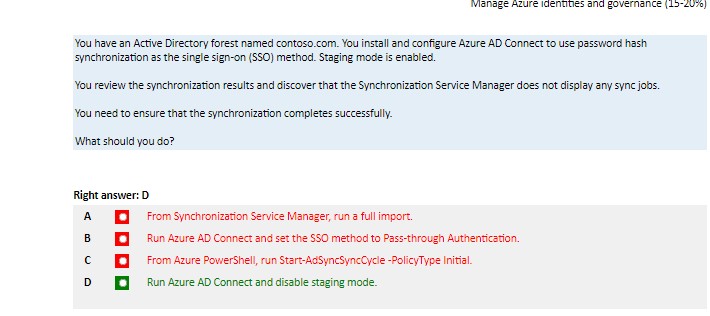 Manage Azure identities and governance (15-20%)
You have an Active Directory forest named contoso.com. You install and configure Azure AD Connect to use password hash
synchronization as the single sign-on (SSO) method. Staging mode is enabled.
You review the synchronization results and discover that the Synchronization Service Manager does not display any sync jobs.
You need to ensure that the synchronization completes successfully.
What should you do?
Right answer: D
A From Synchronization Service Manager, run a full import.
B Run Azure AD Connect and set the SSO method to Pass-through Authentication.
C From Azure PowerShell, run Start-AdSyncSyncCycle -PolicyType Initial.
D Run Azure AD Connect and disable staging mode.